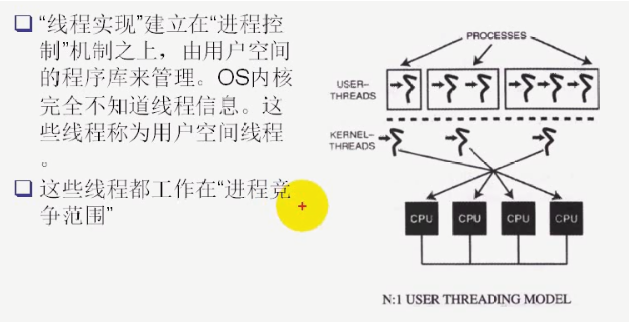 “线程实现”建立在“进程控
制”机制之上，由用户空间
的程序库来管理。OS内核
完全不知道线程信息。这
些线程称为用户空间线程
。
这些线程都工作在“进程竞
争范围”
PROCESSES
USER-
THREADS
KERNEL-
THREADS
CPU CPU CPU CPU
N:1 USER THREADING MODEL